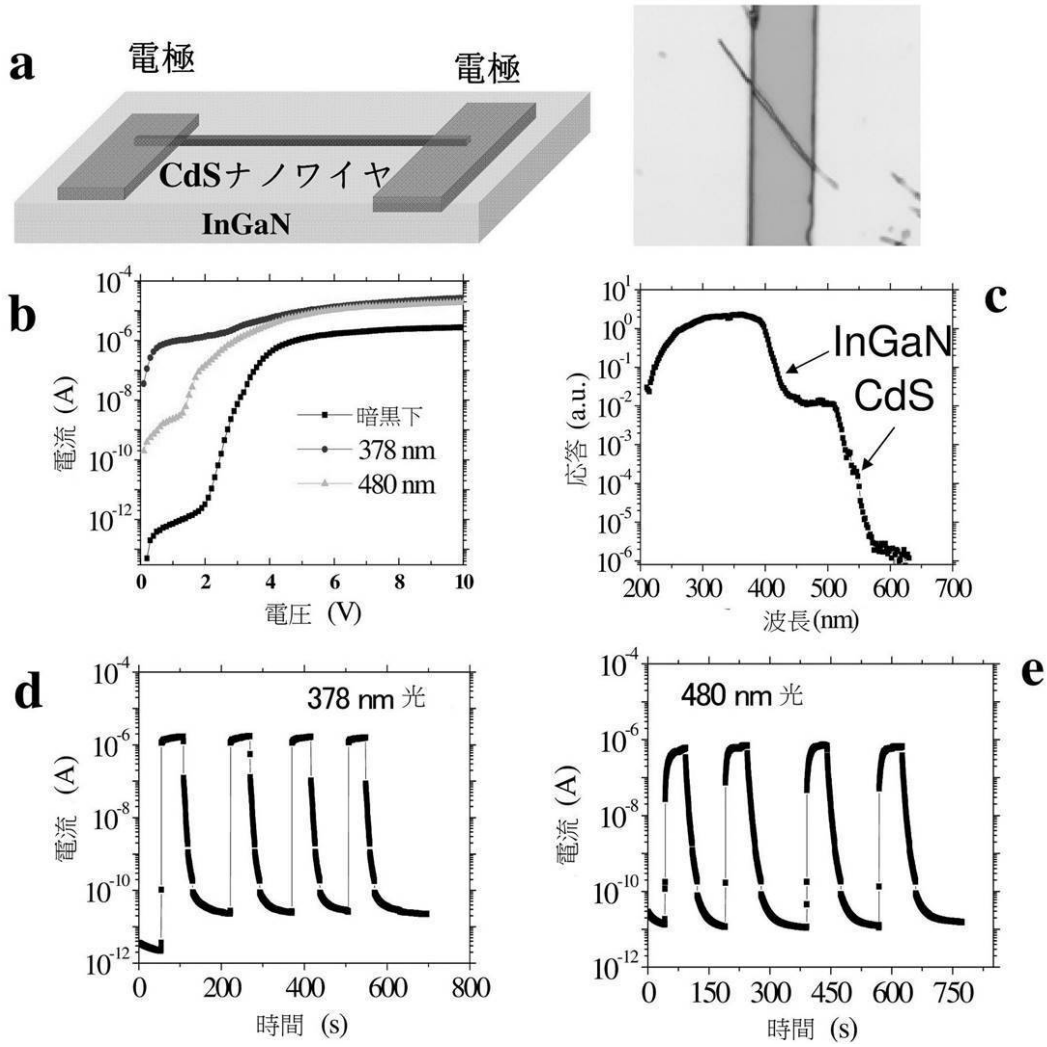 a
電極
電極
CdSナノワイヤ
InGaN
b
電流 (A)
10^-4
10^-6
10^-8
10^-10
10^-12
暗黒下
378 nm
480 nm
0 2 4 6 8 10
電圧 (V)
c
応答 (a.u.)
10^1
10^0
10^-1
10^-2
10^-3
10^-4
10^-5
10^-6
InGaN
CdS
200 300 400 500 600 700
波長(nm)
d
378 nm 光
電流 (A)
10^-4
10^-6
10^-8
10^-10
10^-12
0 200 400 600 800
時間 (s)
e
480 nm 光
電流 (A)
10^-4
10^-6
10^-8
10^-10
10^-12
0 150 300 450 600 750
時間 (s)